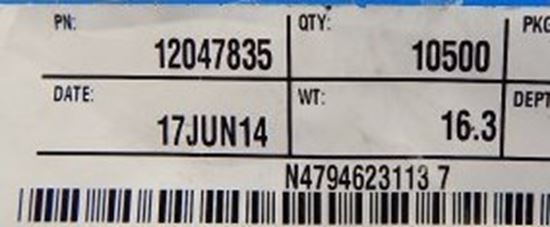 PN: QTY: PKG
12047835 10500
DATE: WT: DEPT
17JUN14 16.3
N4794623113 7